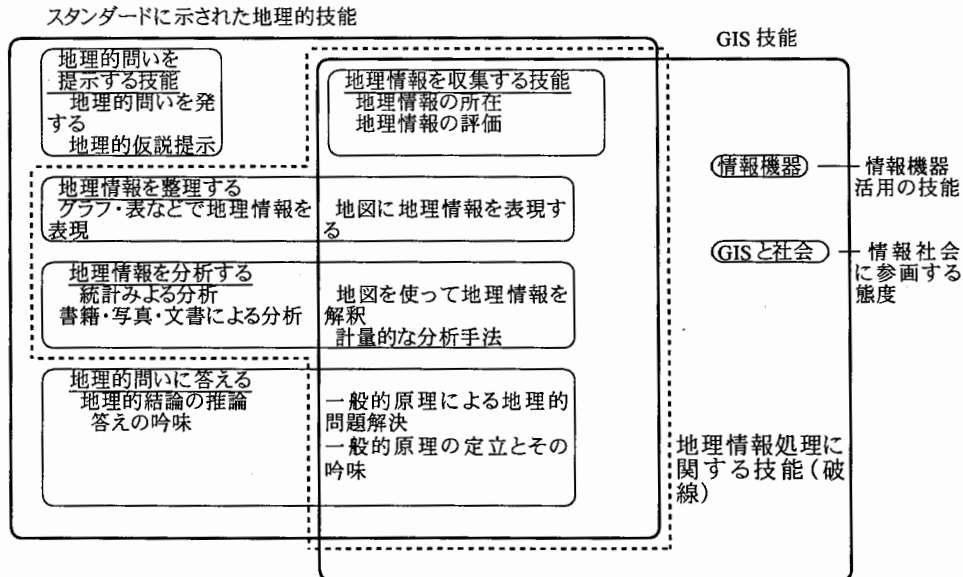 スタンダードに示された地理的技能
GIS 技能
地理的問いを
提示する技能
地理的問いを発
する
地理的仮説提示
地理情報を収集する技能
地理情報の所在
地理情報の評価
情報機器
情報機器
活用の技能
地理情報を整理する
グラフ・表などで地理情報を
表現
地図に地理情報を表現す
る
GISと社会
情報社会
に参画する
態度
地理情報を分析する
統計みよる分析
書籍・写真・文書による分析
地図を使って地理情報を
解釈
計量的な分析手法
地理的問いに答える
地理的結論の推論
答えの吟味
一般的原理による地理的
問題解決
一般的原理の定立とその
吟味
地理情報処理に
関する技能(破
線)